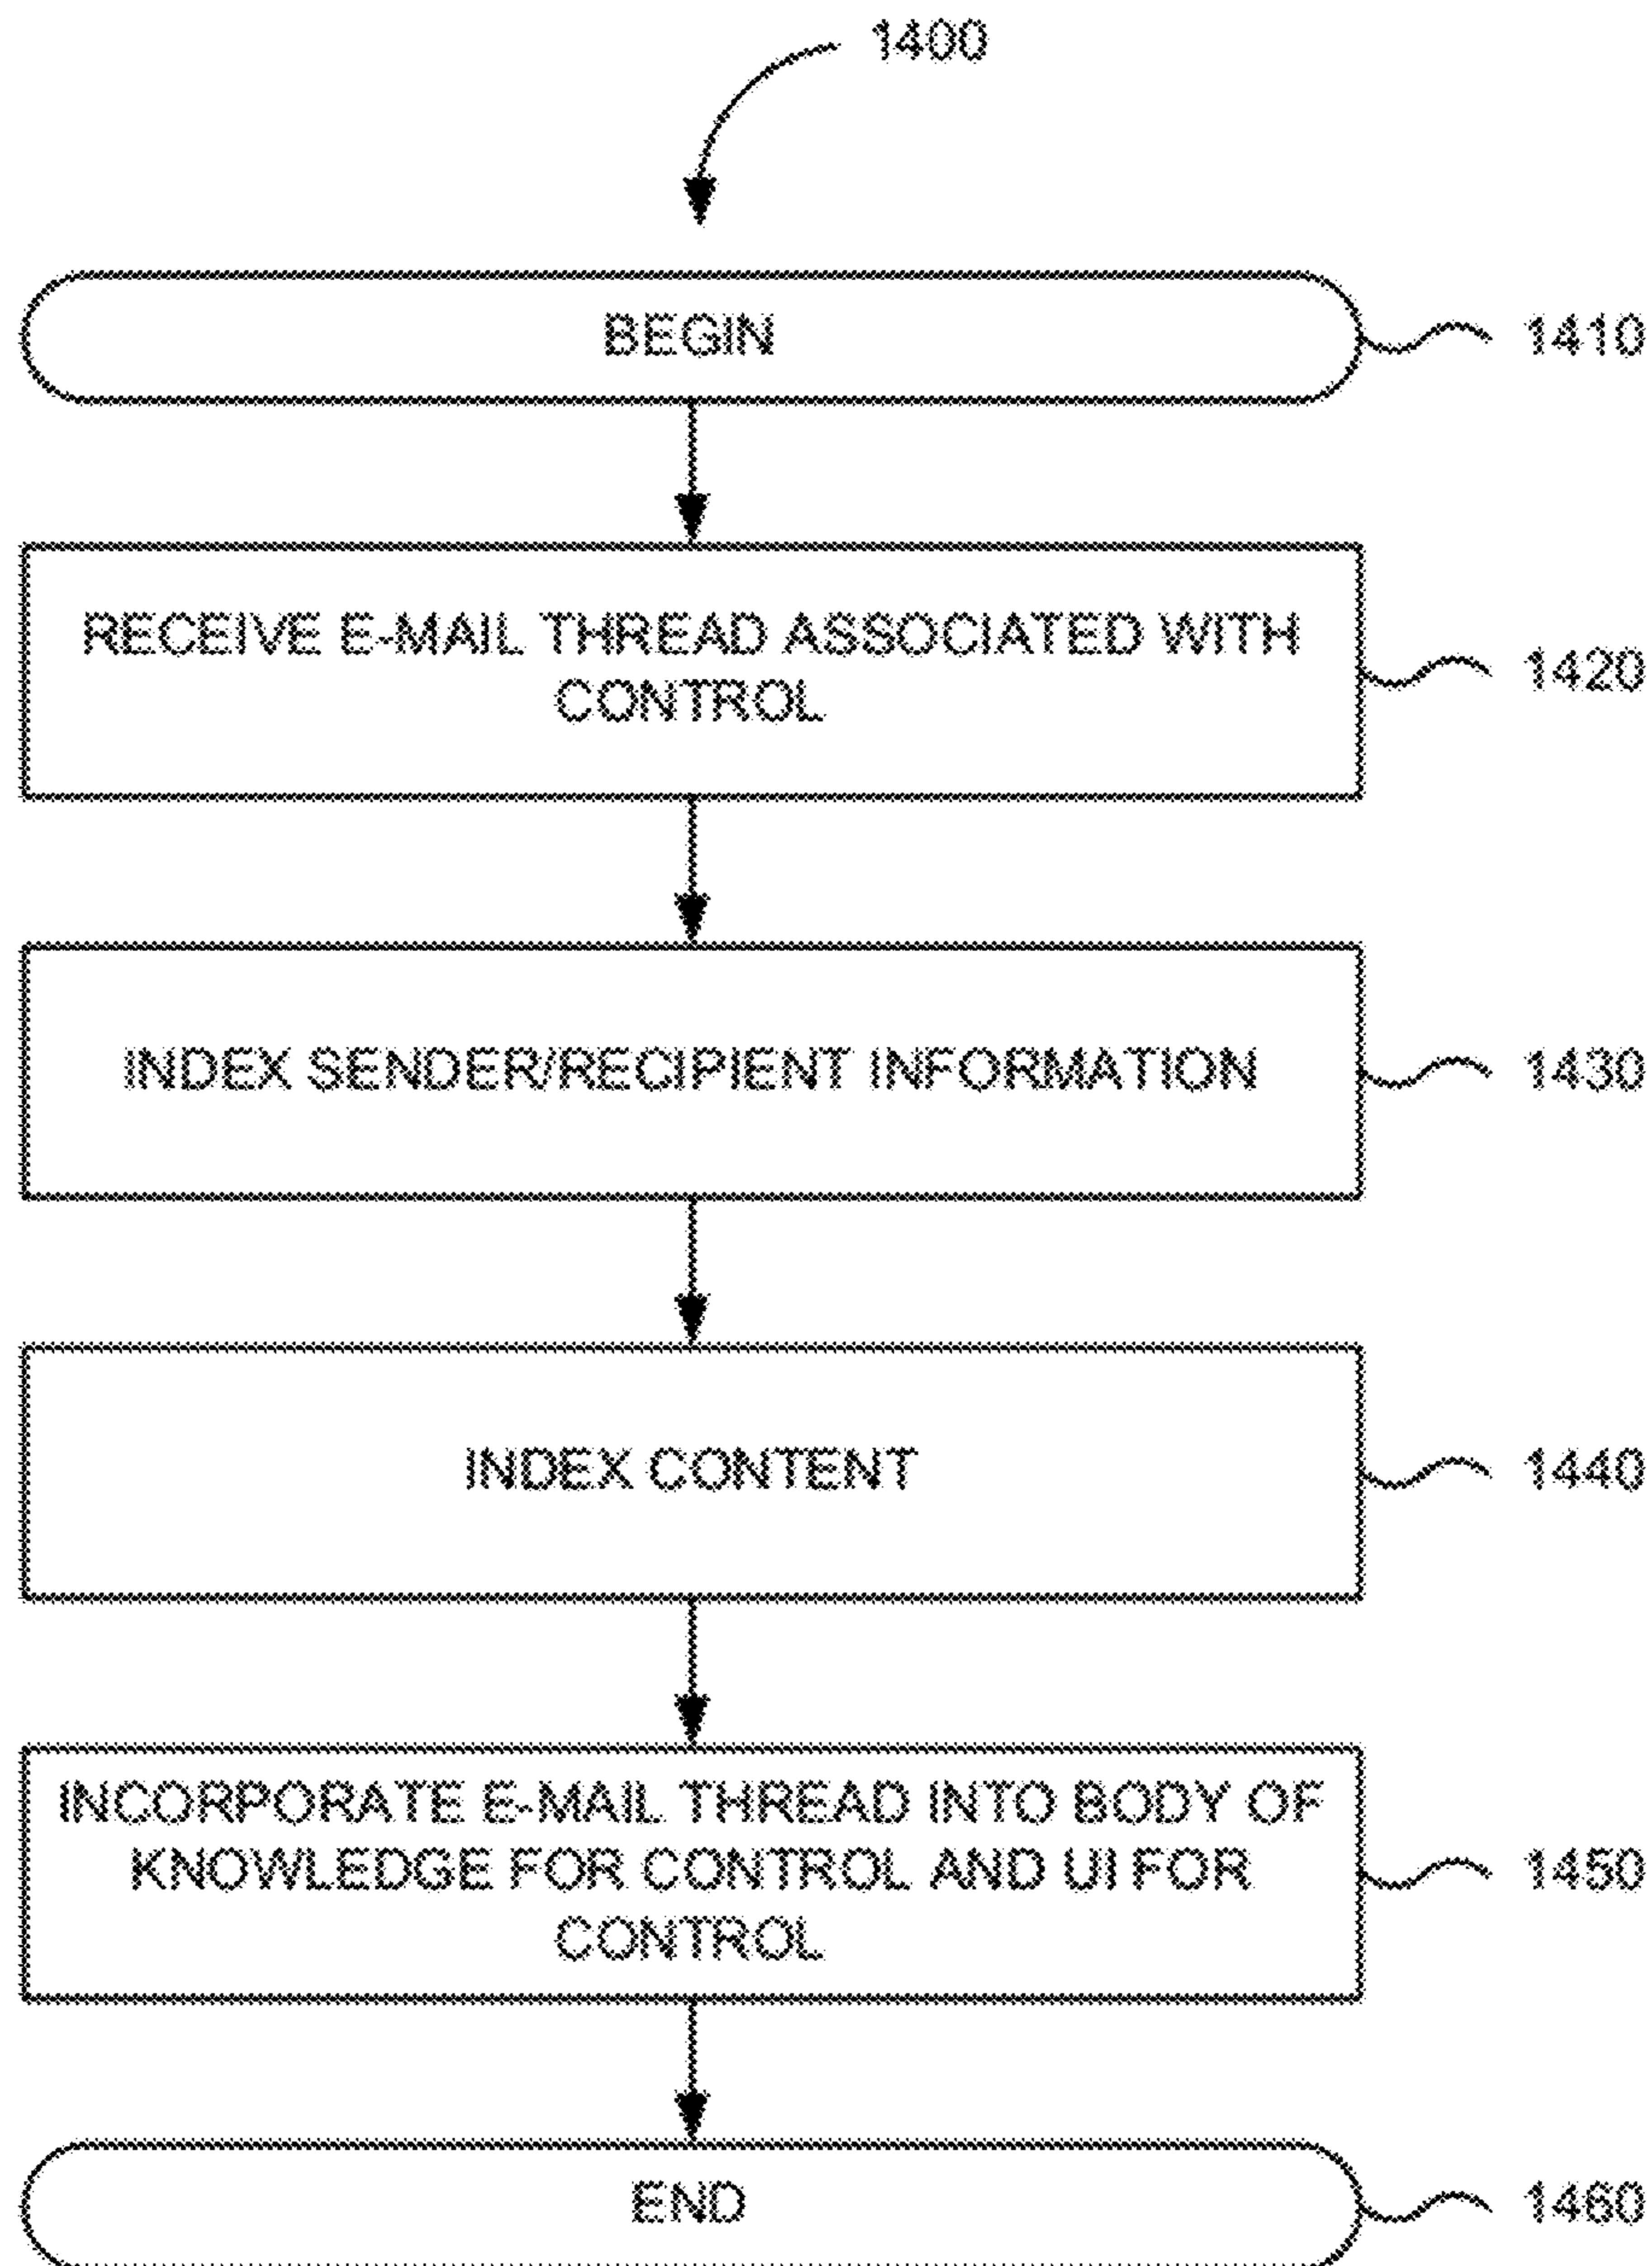 1400
BEGIN
1410
RECEIVE E-MAIL THREAD ASSOCIATED WITH
CONTROL
1420
INDEX SENDER/RECIPIENT INFORMATION
1430
INDEX CONTENT
1440
INCORPORATE E-MAIL THREAD INTO BODY OF
KNOWLEDGE FOR CONTROL AND UI FOR
CONTROL
1450
END
1460